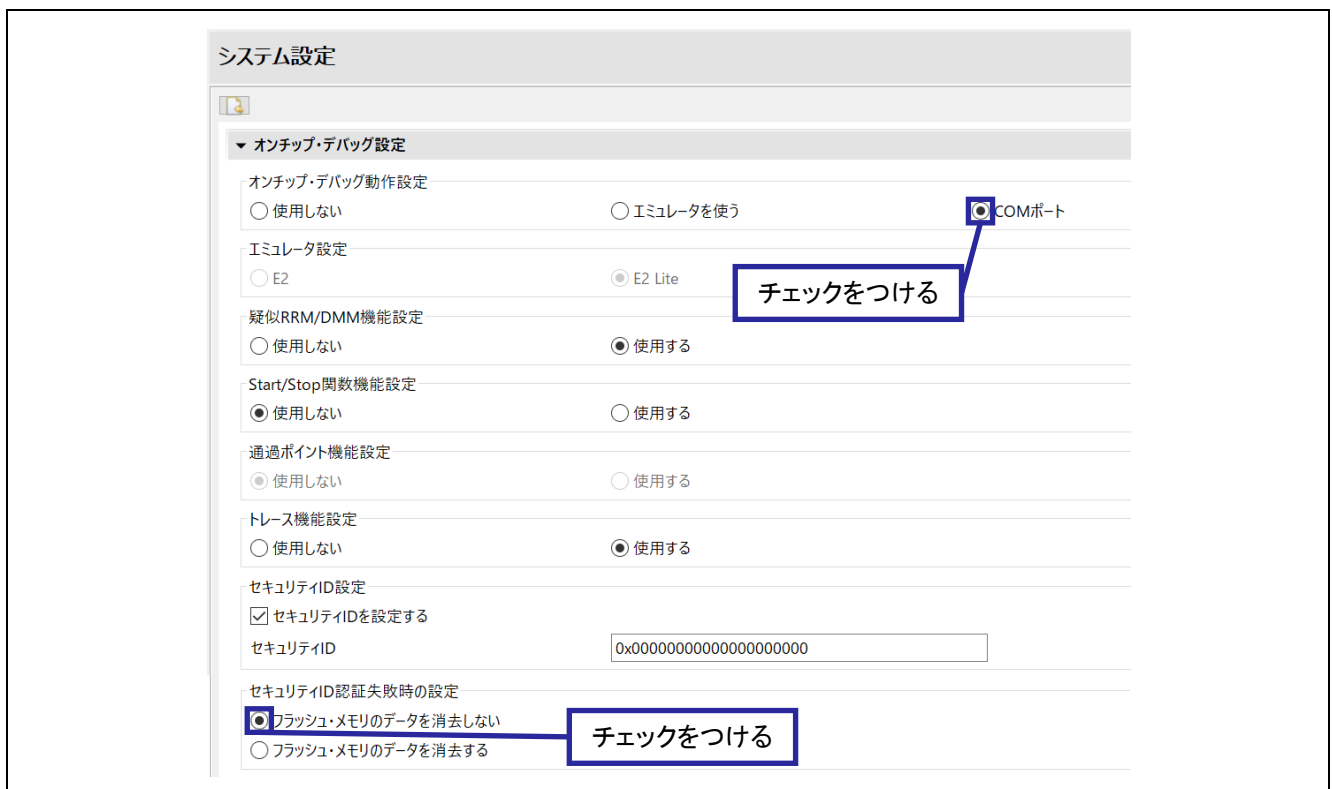 システム設定
オンチップ・デバッグ設定
オンチップ・デバッグ動作設定
使用しない エミュレータを使う COMポート
エミュレータ設定
E2 E2 Lite
チェックをつける
疑似RRM/DMM機能設定
使用しない 使用する
Start/Stop関数機能設定
使用しない 使用する
通過ポイント機能設定
使用しない 使用する
トレース機能設定
使用しない 使用する
セキュリティID設定
セキュリティIDを設定する
セキュリティID 0x00000000000000000000
セキュリティID認証失敗時の設定
フラッシュ・メモリのデータを消去しない
チェックをつける
フラッシュ・メモリのデータを消去する